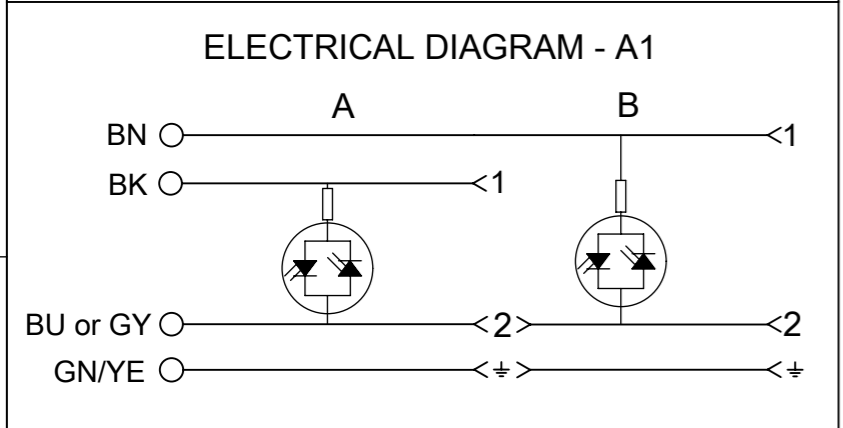 ELECTRICAL DIAGRAM - A1
A B
BN 1
BK 1
BU or GY 2 2
GN/YE